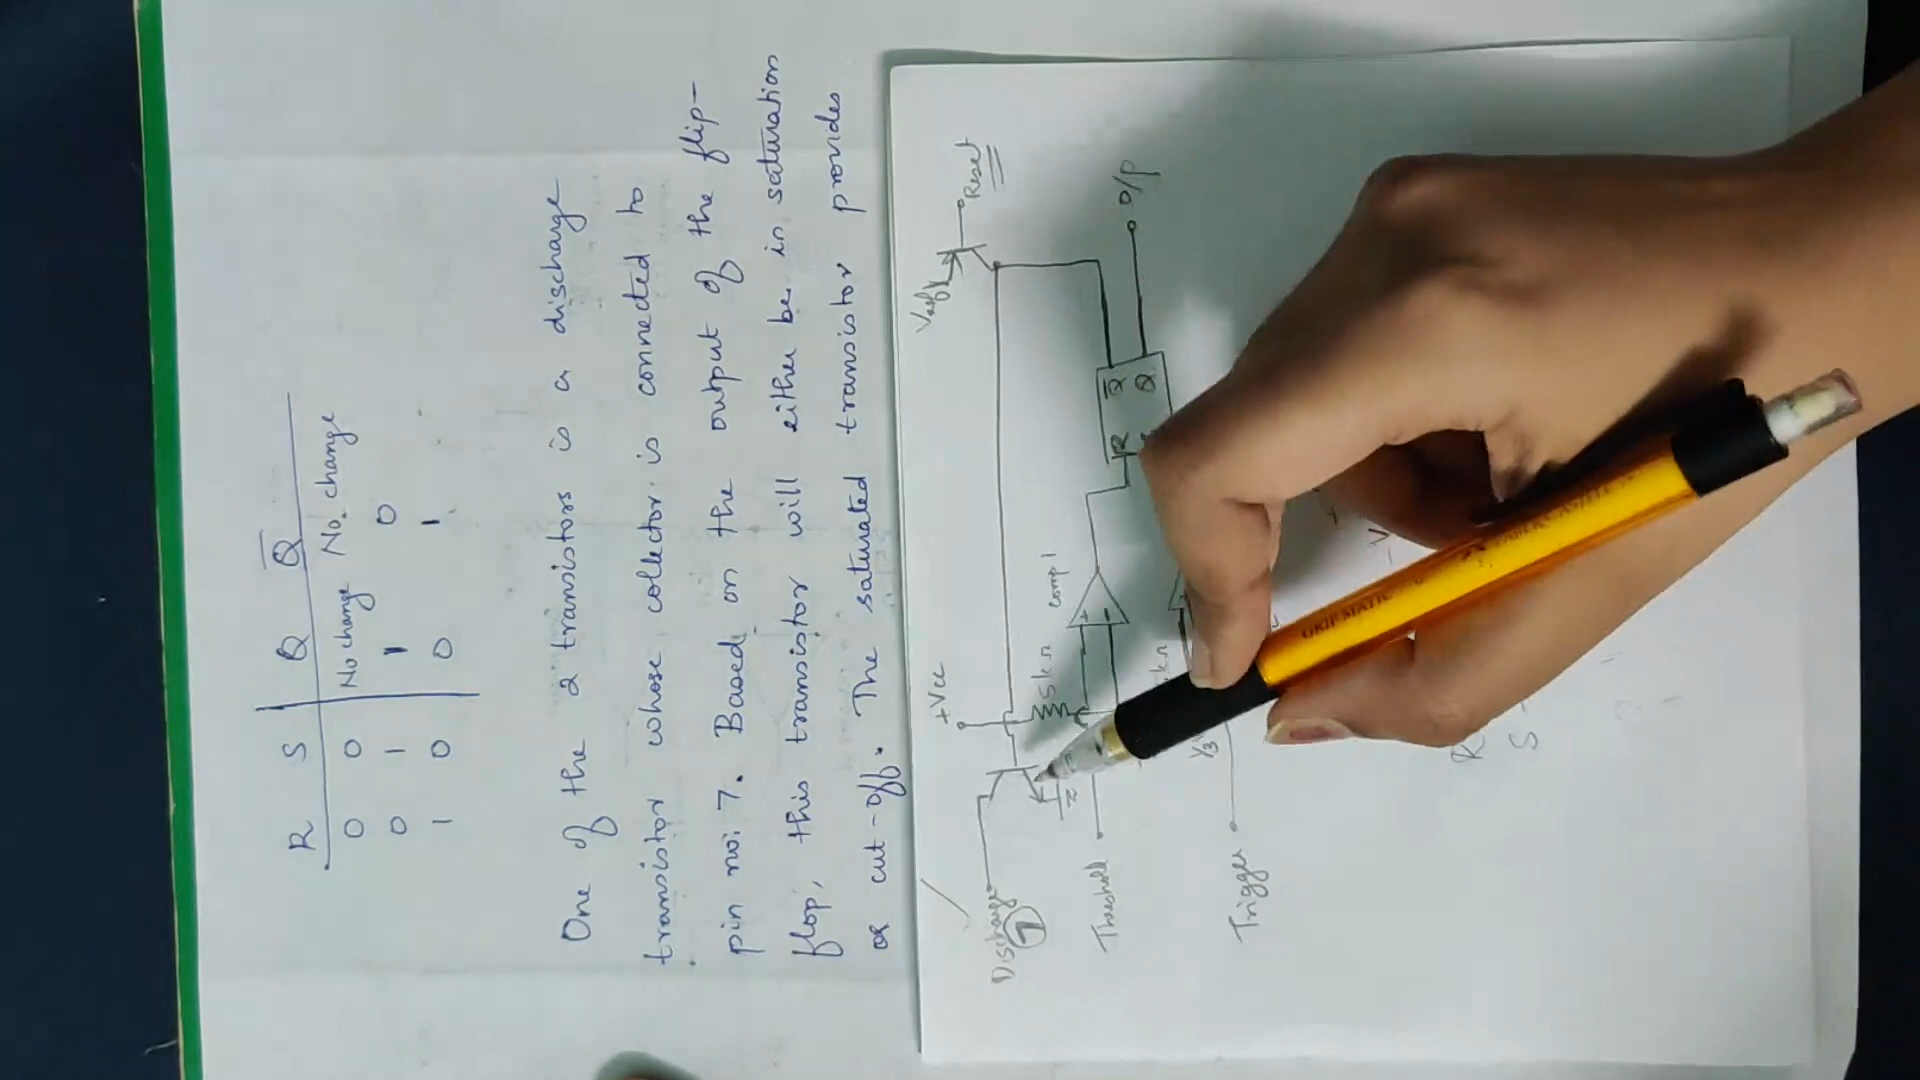 R S Q Q̅
0 0 No change No. change
0 1 1 0
1 0 0 1
One of the 2 transistors is a discharge
transistor whose collector is connected to
pin no: 7. Based on the output of the flip-
flop, this transistor will either be in saturation
or cut-off. The saturated transistor provides
Vref
Reset
+Vcc
Discharge
7
5kΩ
comp 1
+
R
Q̅
Q
O/P
Threshold
kΩ
Trigger
R
S